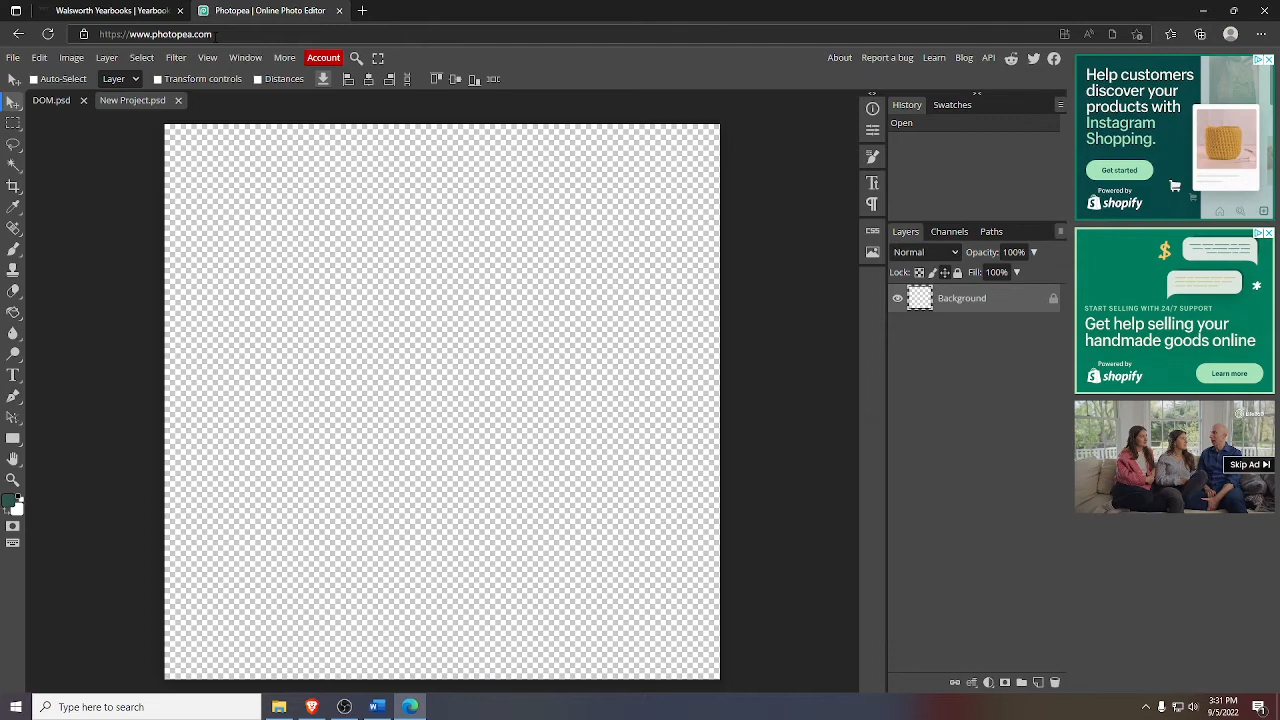 Walsworth Yearbooks
Photopea | Online Photo Editor
https://www.photopea.com
File Edit Image Layer Select Filter View Window More Account
About Report a bug Learn Blog API
Auto-Select Layer Transform controls Distances
DOM.psd New Project.psd
History Swatches
Open
Layers Channels Paths
Normal Opacity: 100%
Lock: Fill: 100%
Background
CSS
Help customers
discover your
products with
Instagram
Shopping.
Get started
Powered by
shopify
START SELLING WITH 24/7 SUPPORT
Get help selling your
handmade goods online
Powered by
shopify
Learn more
Skip Ad
Type here to search
3:31 PM
9/5/2022